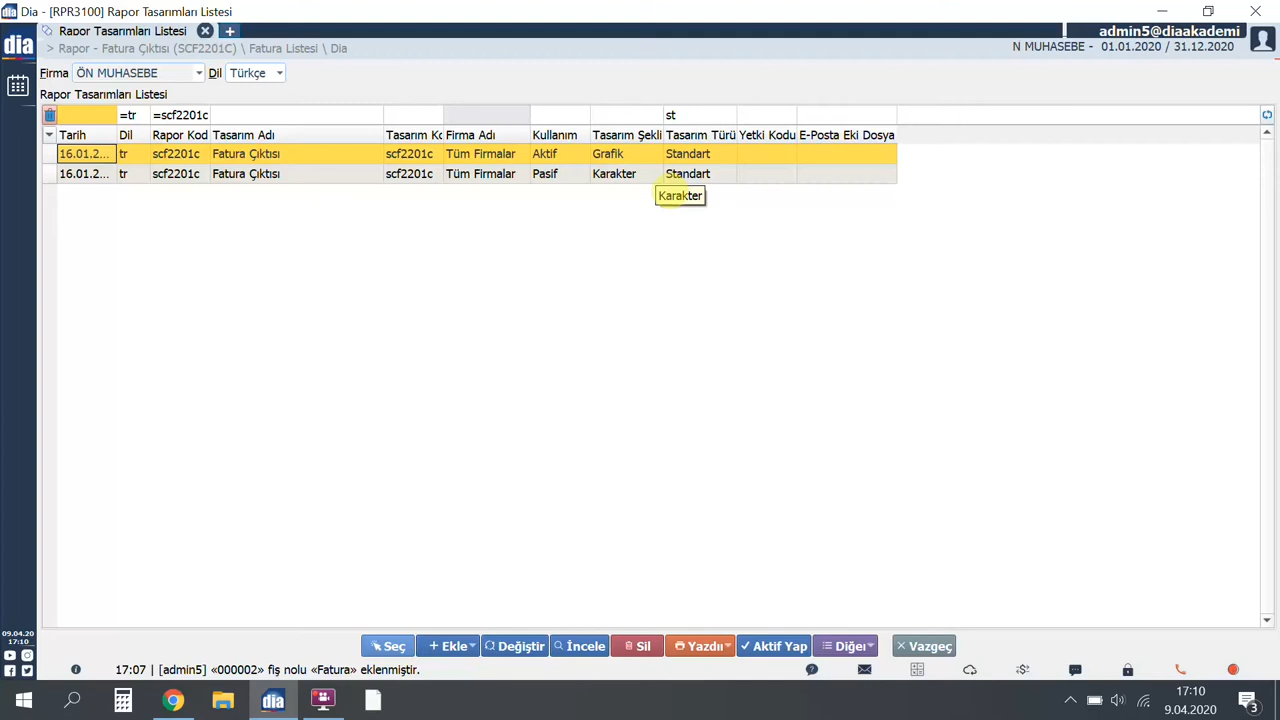 Dia - [RPR3100] Rapor Tasarımları Listesi
dia
Rapor Tasarımları Listesi
admin5@diaakademi
> Rapor - Fatura Çıktısı (SCF2201C) \ Fatura Listesi \ Dia
N MUHASEBE - 01.01.2020 / 31.12.2020
Firma ÖN MUHASEBE Dil Türkçe
Rapor Tasarımları Listesi
=tr =scf2201c st
Tarih Dil Rapor Kod Tasarım Adı Tasarım Ko Firma Adı Kullanım Tasarım Şekli Tasarım Türü Yetki Kodu E-Posta Eki Dosya
16.01.2... tr scf2201c Fatura Çıktısı scf2201c Tüm Firmalar Aktif Grafik Standart
16.01.2... tr scf2201c Fatura Çıktısı scf2201c Tüm Firmalar Pasif Karakter Standart
Karakter
09.04.20
17:10
Seç Ekle Değiştir İncele Sil Yazdır Aktif Yap Diğer Vazgeç
17:07 | [admin5] «000002» fiş nolu «Fatura» eklenmiştir.
dia
17:10
9.04.2020
3